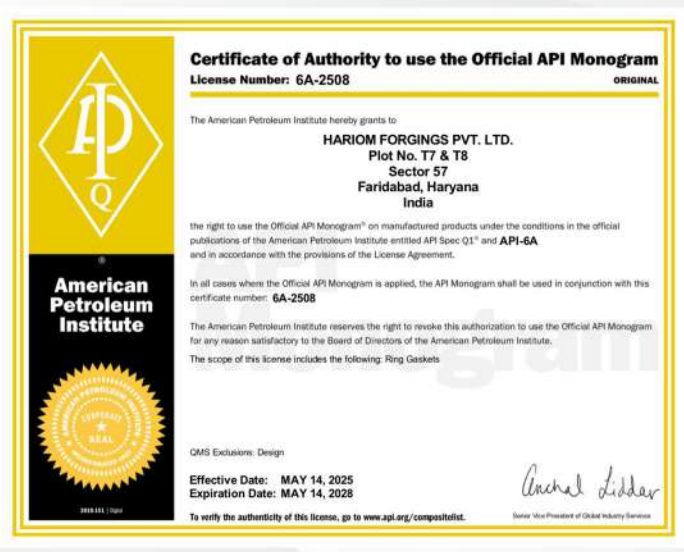 Certificate of Authority to use the Official API Monogram
License Number: 6A-2508
ORIGINAL
The American Petroleum Institute hereby grants to
HARIOM FORGINGS PVT. LTD.
Plot No. T7 & T8
Sector 57
Faridabad, Haryana
India
the right to use the Official API Monogram® on manufactured products under the conditions in the official
publications of the American Petroleum Institute entitled API Spec Q1® and API-6A
and in accordance with the provisions of the License Agreement.
In all cases where the Official API Monogram is applied, the API Monogram shall be used in conjunction with this
certificate number: 6A-2508
The American Petroleum Institute reserves the right to revoke this authorization to use the Official API Monogram
for any reason satisfactory to the Board of Directors of the American Petroleum Institute.
The scope of this license includes the following: Ring Gaskets
QMS Exclusions: Design
Effective Date: MAY 14, 2025
Expiration Date: MAY 14, 2028
To verify the authenticity of this license, go to www.api.org/compositelist.
Anchal Liddar
Senior Vice President of Global Industry Services
API
Q
®
American
Petroleum
Institute
AMERICAN PETROLEUM INSTITUTE
CORPORATE
SEAL
2018-151 | Digital